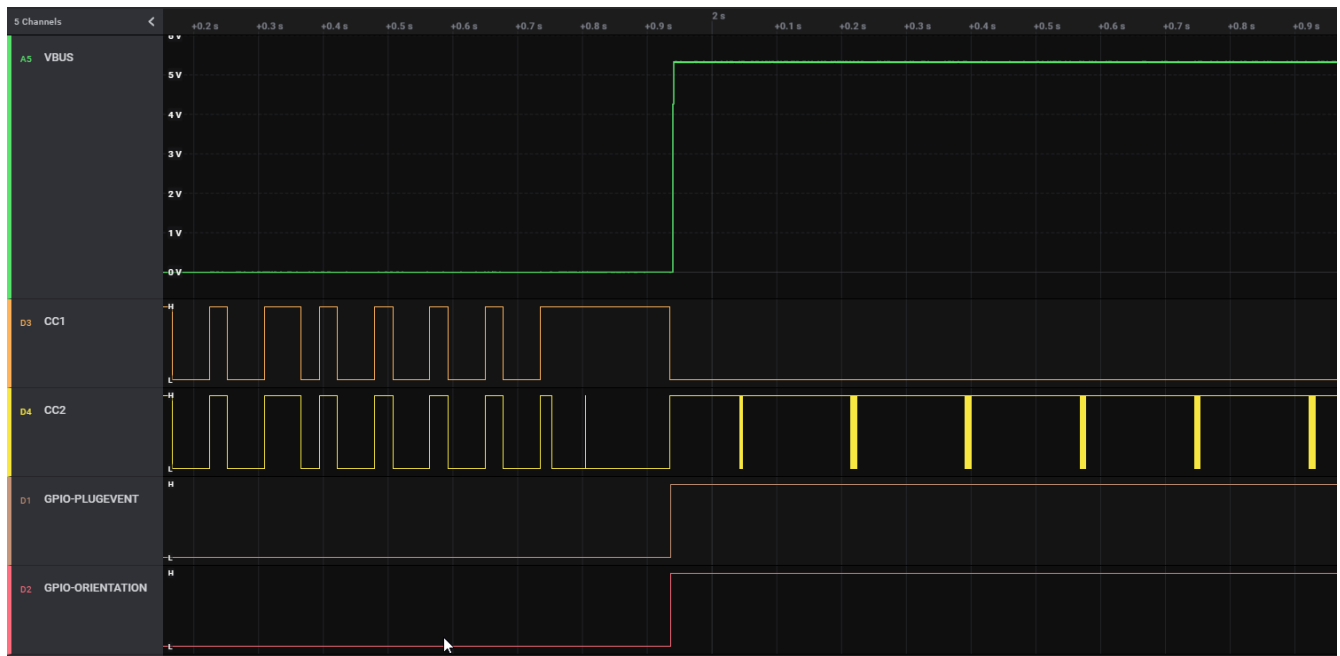 5 Channels
+0.2 s +0.3 s +0.4 s +0.5 s +0.6 s +0.7 s +0.8 s +0.9 s 2 s +0.1 s +0.2 s +0.3 s +0.4 s +0.5 s +0.6 s +0.7 s +0.8 s +0.9 s
A5 VBUS
6 V
5 V
4 V
3 V
2 V
1 V
0 V
H
D3 CC1
L
H
D4 CC2
L
H
D1 GPIO-PLUGEVENT
L
H
D2 GPIO-ORIENTATION
L